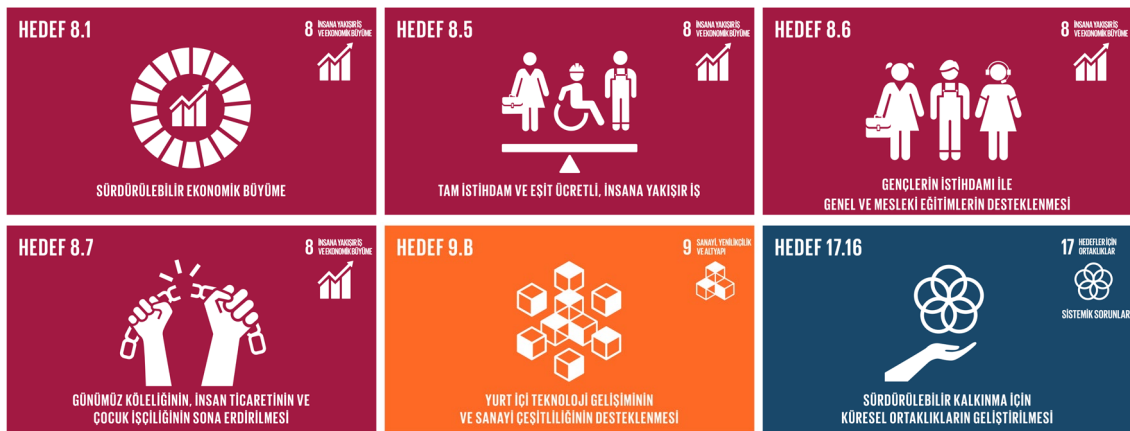 HEDEF 8.1
8 İNSANA YAKIŞIR İŞ
VE EKONOMİK BÜYÜME
SÜRDÜRÜLEBİLİR EKONOMİK BÜYÜME
HEDEF 8.5
8 İNSANA YAKIŞIR İŞ
VE EKONOMİK BÜYÜME
TAM İSTİHDAM VE EŞİT ÜCRETLİ, İNSANA YAKIŞIR İŞ
HEDEF 8.6
8 İNSANA YAKIŞIR İŞ
VE EKONOMİK BÜYÜME
GENÇLERİN İSTİHDAMI İLE
GENEL VE MESLEKİ EĞİTİMLERİN DESTEKLENMESİ
HEDEF 8.7
8 İNSANA YAKIŞIR İŞ
VE EKONOMİK BÜYÜME
GÜNÜMÜZ KÖLELİĞİNİN, İNSAN TİCARETİNİN VE
ÇOCUK İŞÇİLİĞİNİN SONA ERDİRİLMESİ
HEDEF 9.B
9 SANAYİ, YENİLİKÇİLİK
VE ALTYAPI
YURT İÇİ TEKNOLOJİ GELİŞİMİNİN
VE SANAYİ ÇEŞİTLİLİĞİNİN DESTEKLENMESİ
HEDEF 17.16
17 HEDEFLER İÇİN
ORTAKLIKLAR
SİSTEMİK SORUNLAR
SÜRDÜRÜLEBİLİR KALKINMA İÇİN
KÜRESEL ORTAKLIKLARIN GELİŞTİRİLMESİ